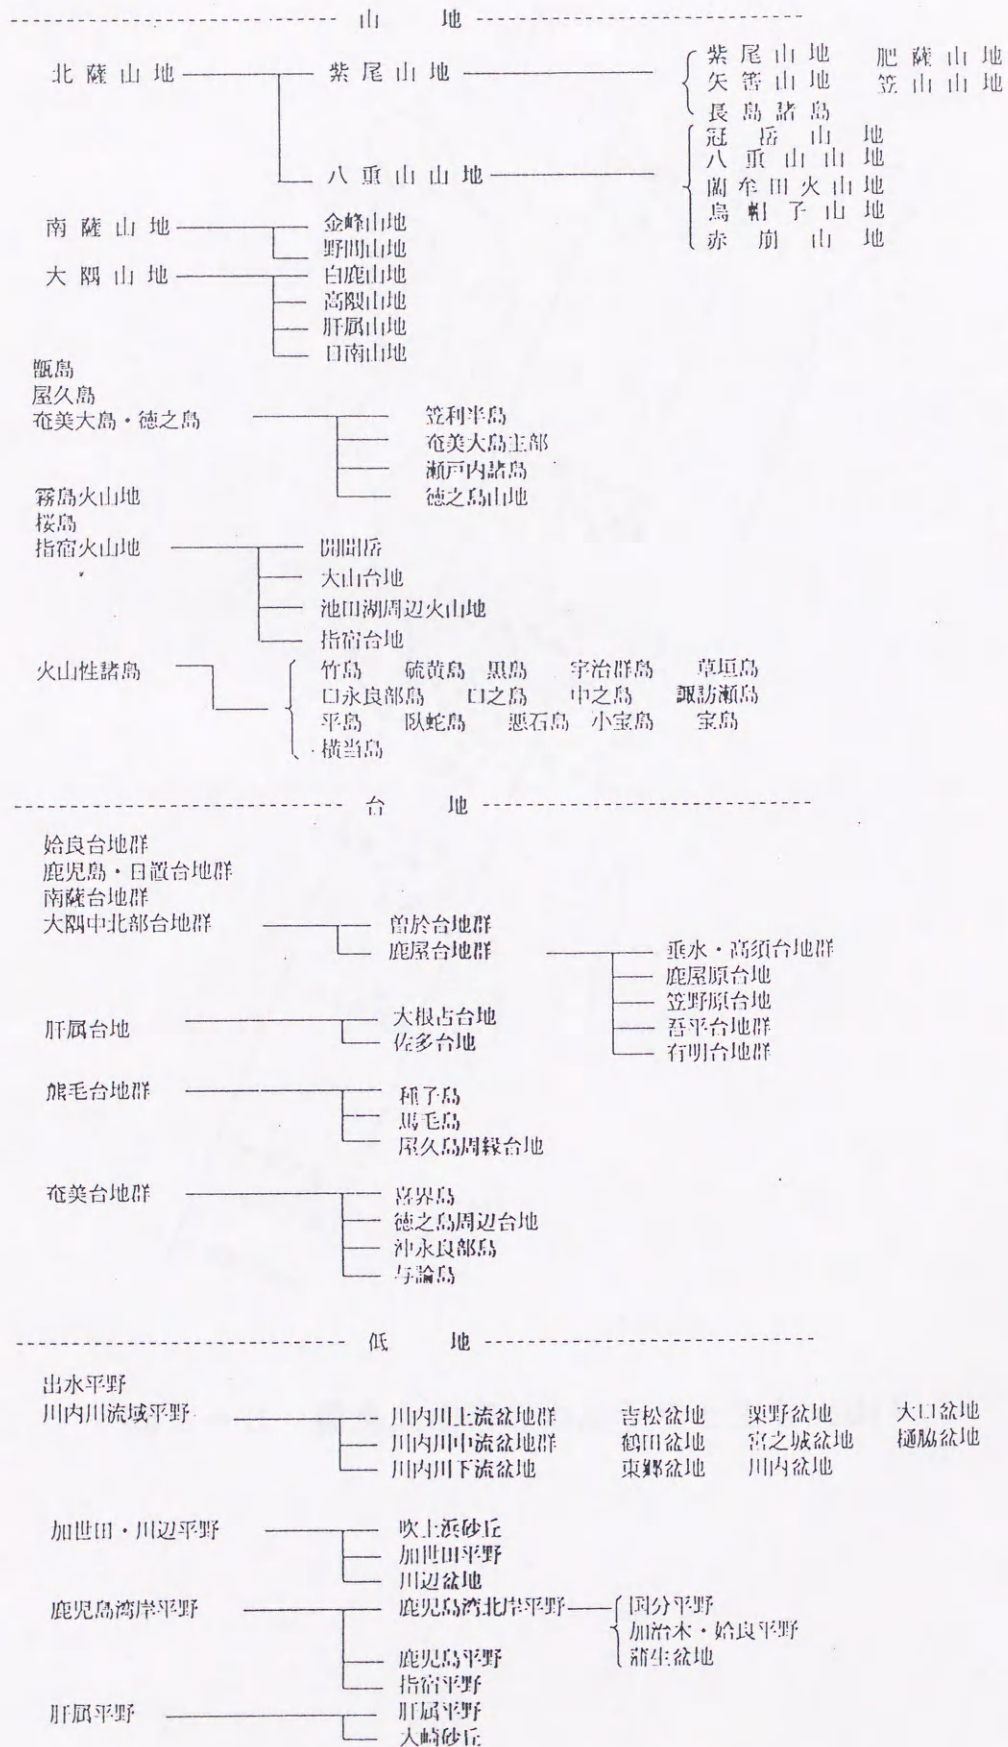 山 地
北薩山地 紫尾山地 紫尾山地 肥薩山地
矢筈山地 笠山山地
長島諸島
冠岳山地
八重山山地 八重山山地
藺牟田火山地
烏帽子山地
赤崩山地
南薩山地 金峰山地
野間山地
大隅山地 白鹿山地
高隈山地
肝属山地
日南山地
甑島
屋久島
奄美大島・徳之島 笠利半島
奄美大島主部
瀬戸内諸島
徳之島山地
霧島火山地
桜島
指宿火山地 開聞岳
大山台地
池田湖周辺火山地
指宿台地
火山性諸島 竹島 硫黄島 黒島 宇治群島 草垣島
口永良部島 口之島 中之島 諏訪瀬島
平島 臥蛇島 悪石島 小宝島 宝島
横当島
台 地
姶良台地群
鹿児島・日置台地群
南薩台地群
大隅中北部台地群 曽於台地群
鹿屋台地群 垂水・高須台地群
鹿屋原台地
笠野原台地
吾平台地群
有明台地群
肝属台地 大根占台地
佐多台地
熊毛台地群 種子島
馬毛島
屋久島周縁台地
奄美台地群 喜界島
徳之島周辺台地
沖永良部島
与論島
低 地
出水平野
川内川流域平野 川内川上流盆地群 吉松盆地 栗野盆地 大口盆地
川内川中流盆地群 鶴田盆地 宮之城盆地 樋脇盆地
川内川下流盆地 東郷盆地 川内盆地
加世田・川辺平野 吹上浜砂丘
加世田平野
川辺盆地
鹿児島湾岸平野 鹿児島湾北岸平野 国分平野
加治木・姶良平野
蒲生盆地
鹿児島平野
指宿平野
肝属平野 肝属平野
大崎砂丘